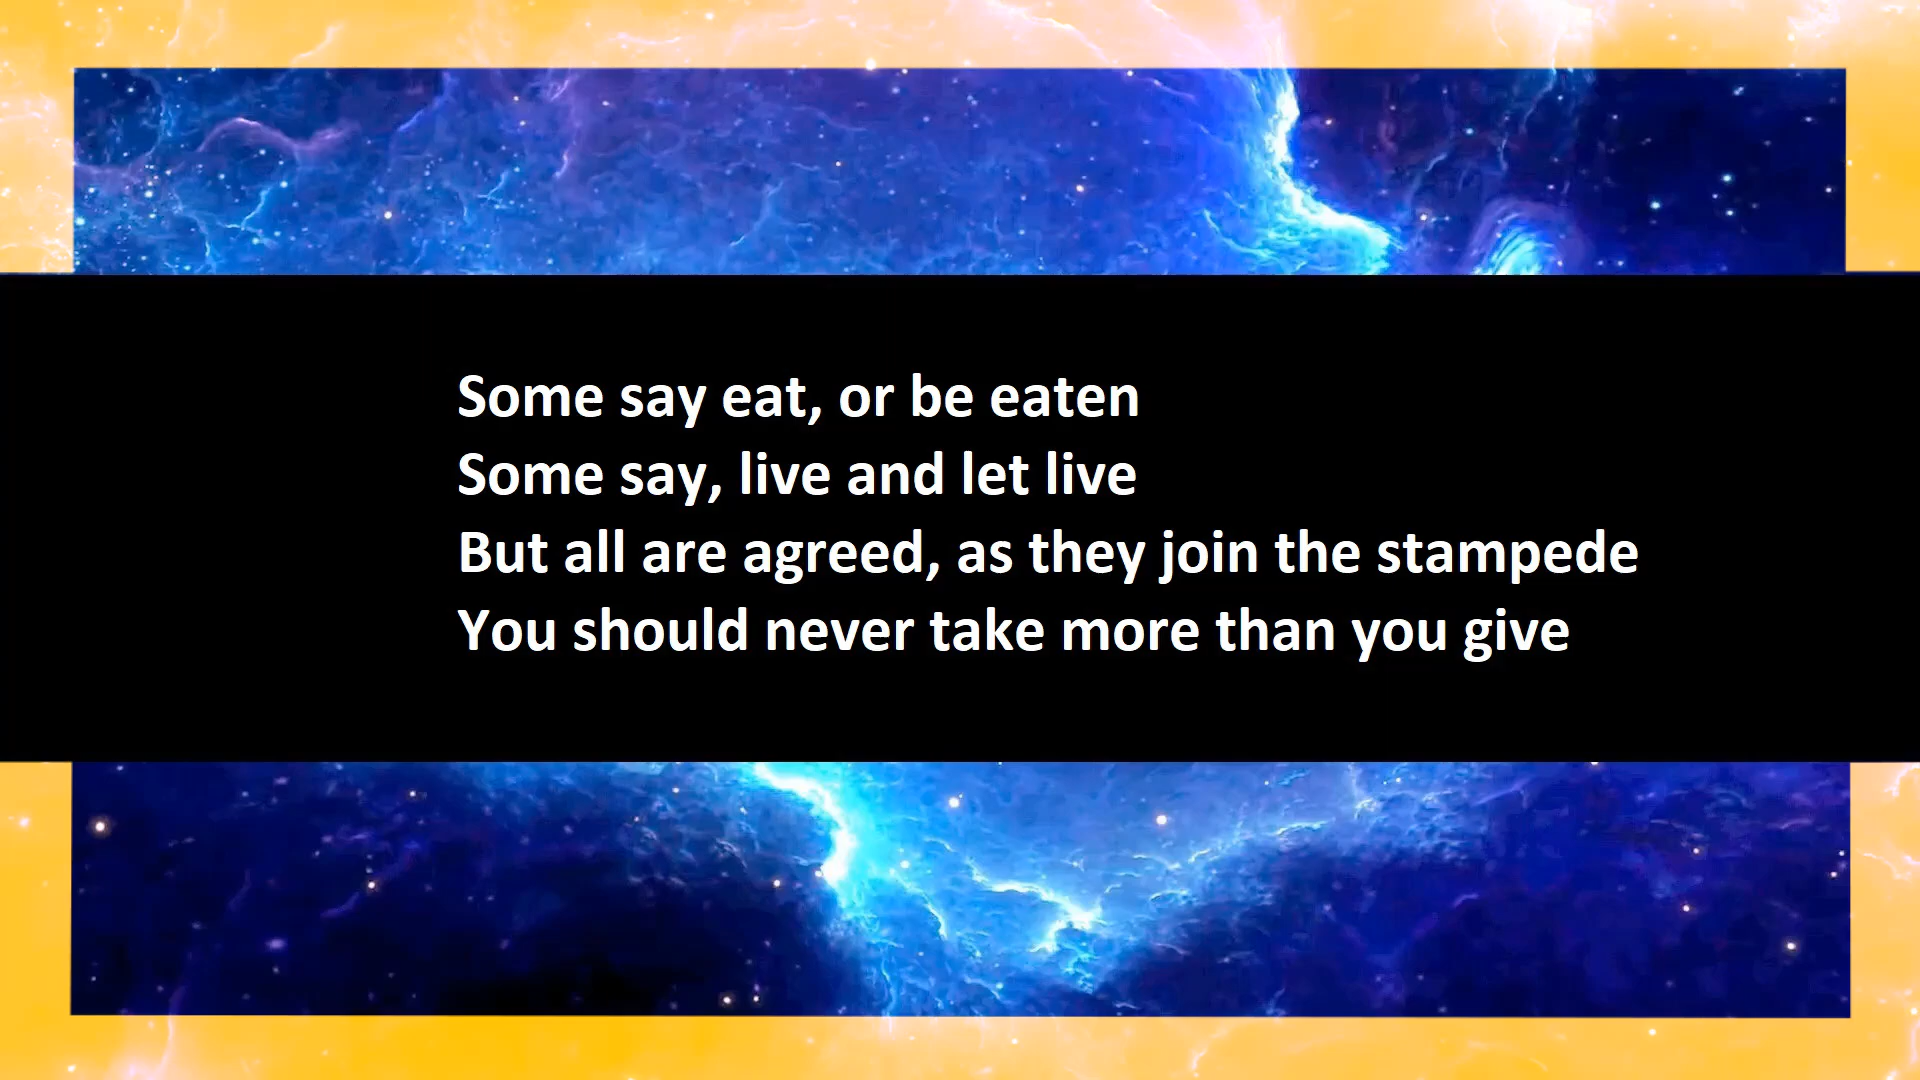 Some say eat, or be eaten
Some say, live and let live
But all are agreed, as they join the stampede
You should never take more than you give